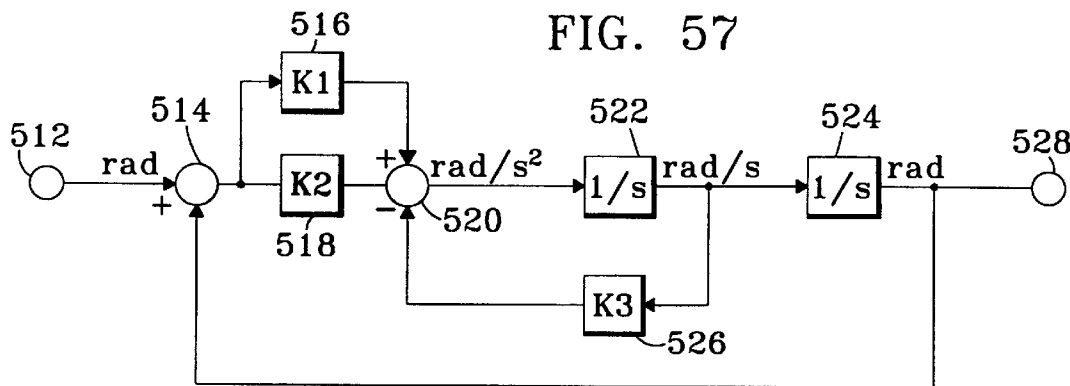 FIG. 57
516
K1
514
512
rad
+
K2
518
+
−
520
rad/s²
522
1/s
rad/s
524
1/s
rad
528
K3
526